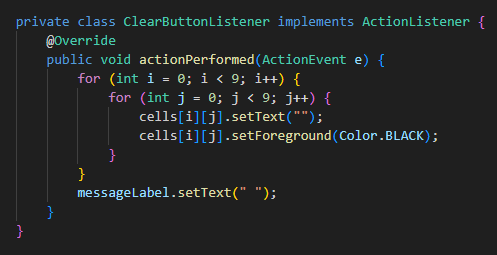 private class ClearButtonListener implements ActionListener {
    @Override
    public void actionPerformed(ActionEvent e) {
        for (int i = 0; i < 9; i++) {
            for (int j = 0; j < 9; j++) {
                cells[i][j].setText("");
                cells[i][j].setForeground(Color.BLACK);
            }
        }
        messageLabel.setText(" ");
    }
}